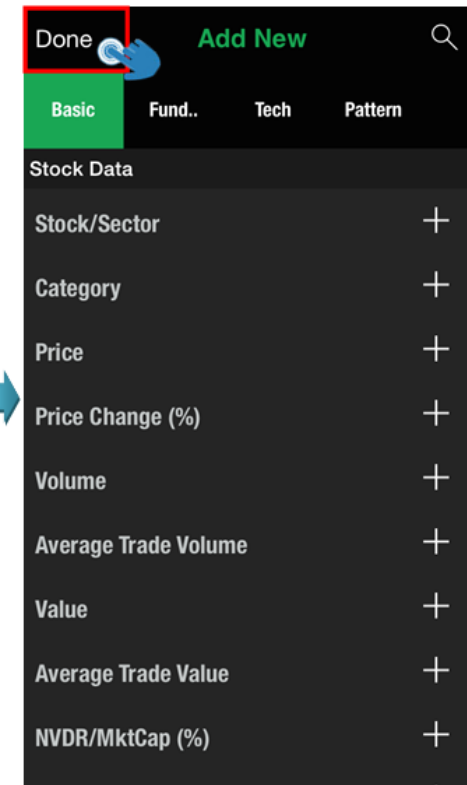 Done Add New
Basic Fund.. Tech Pattern
Stock Data
Stock/Sector
Category
Price
Price Change (%)
Volume
Average Trade Volume
Value
Average Trade Value
NVDR/MktCap (%)